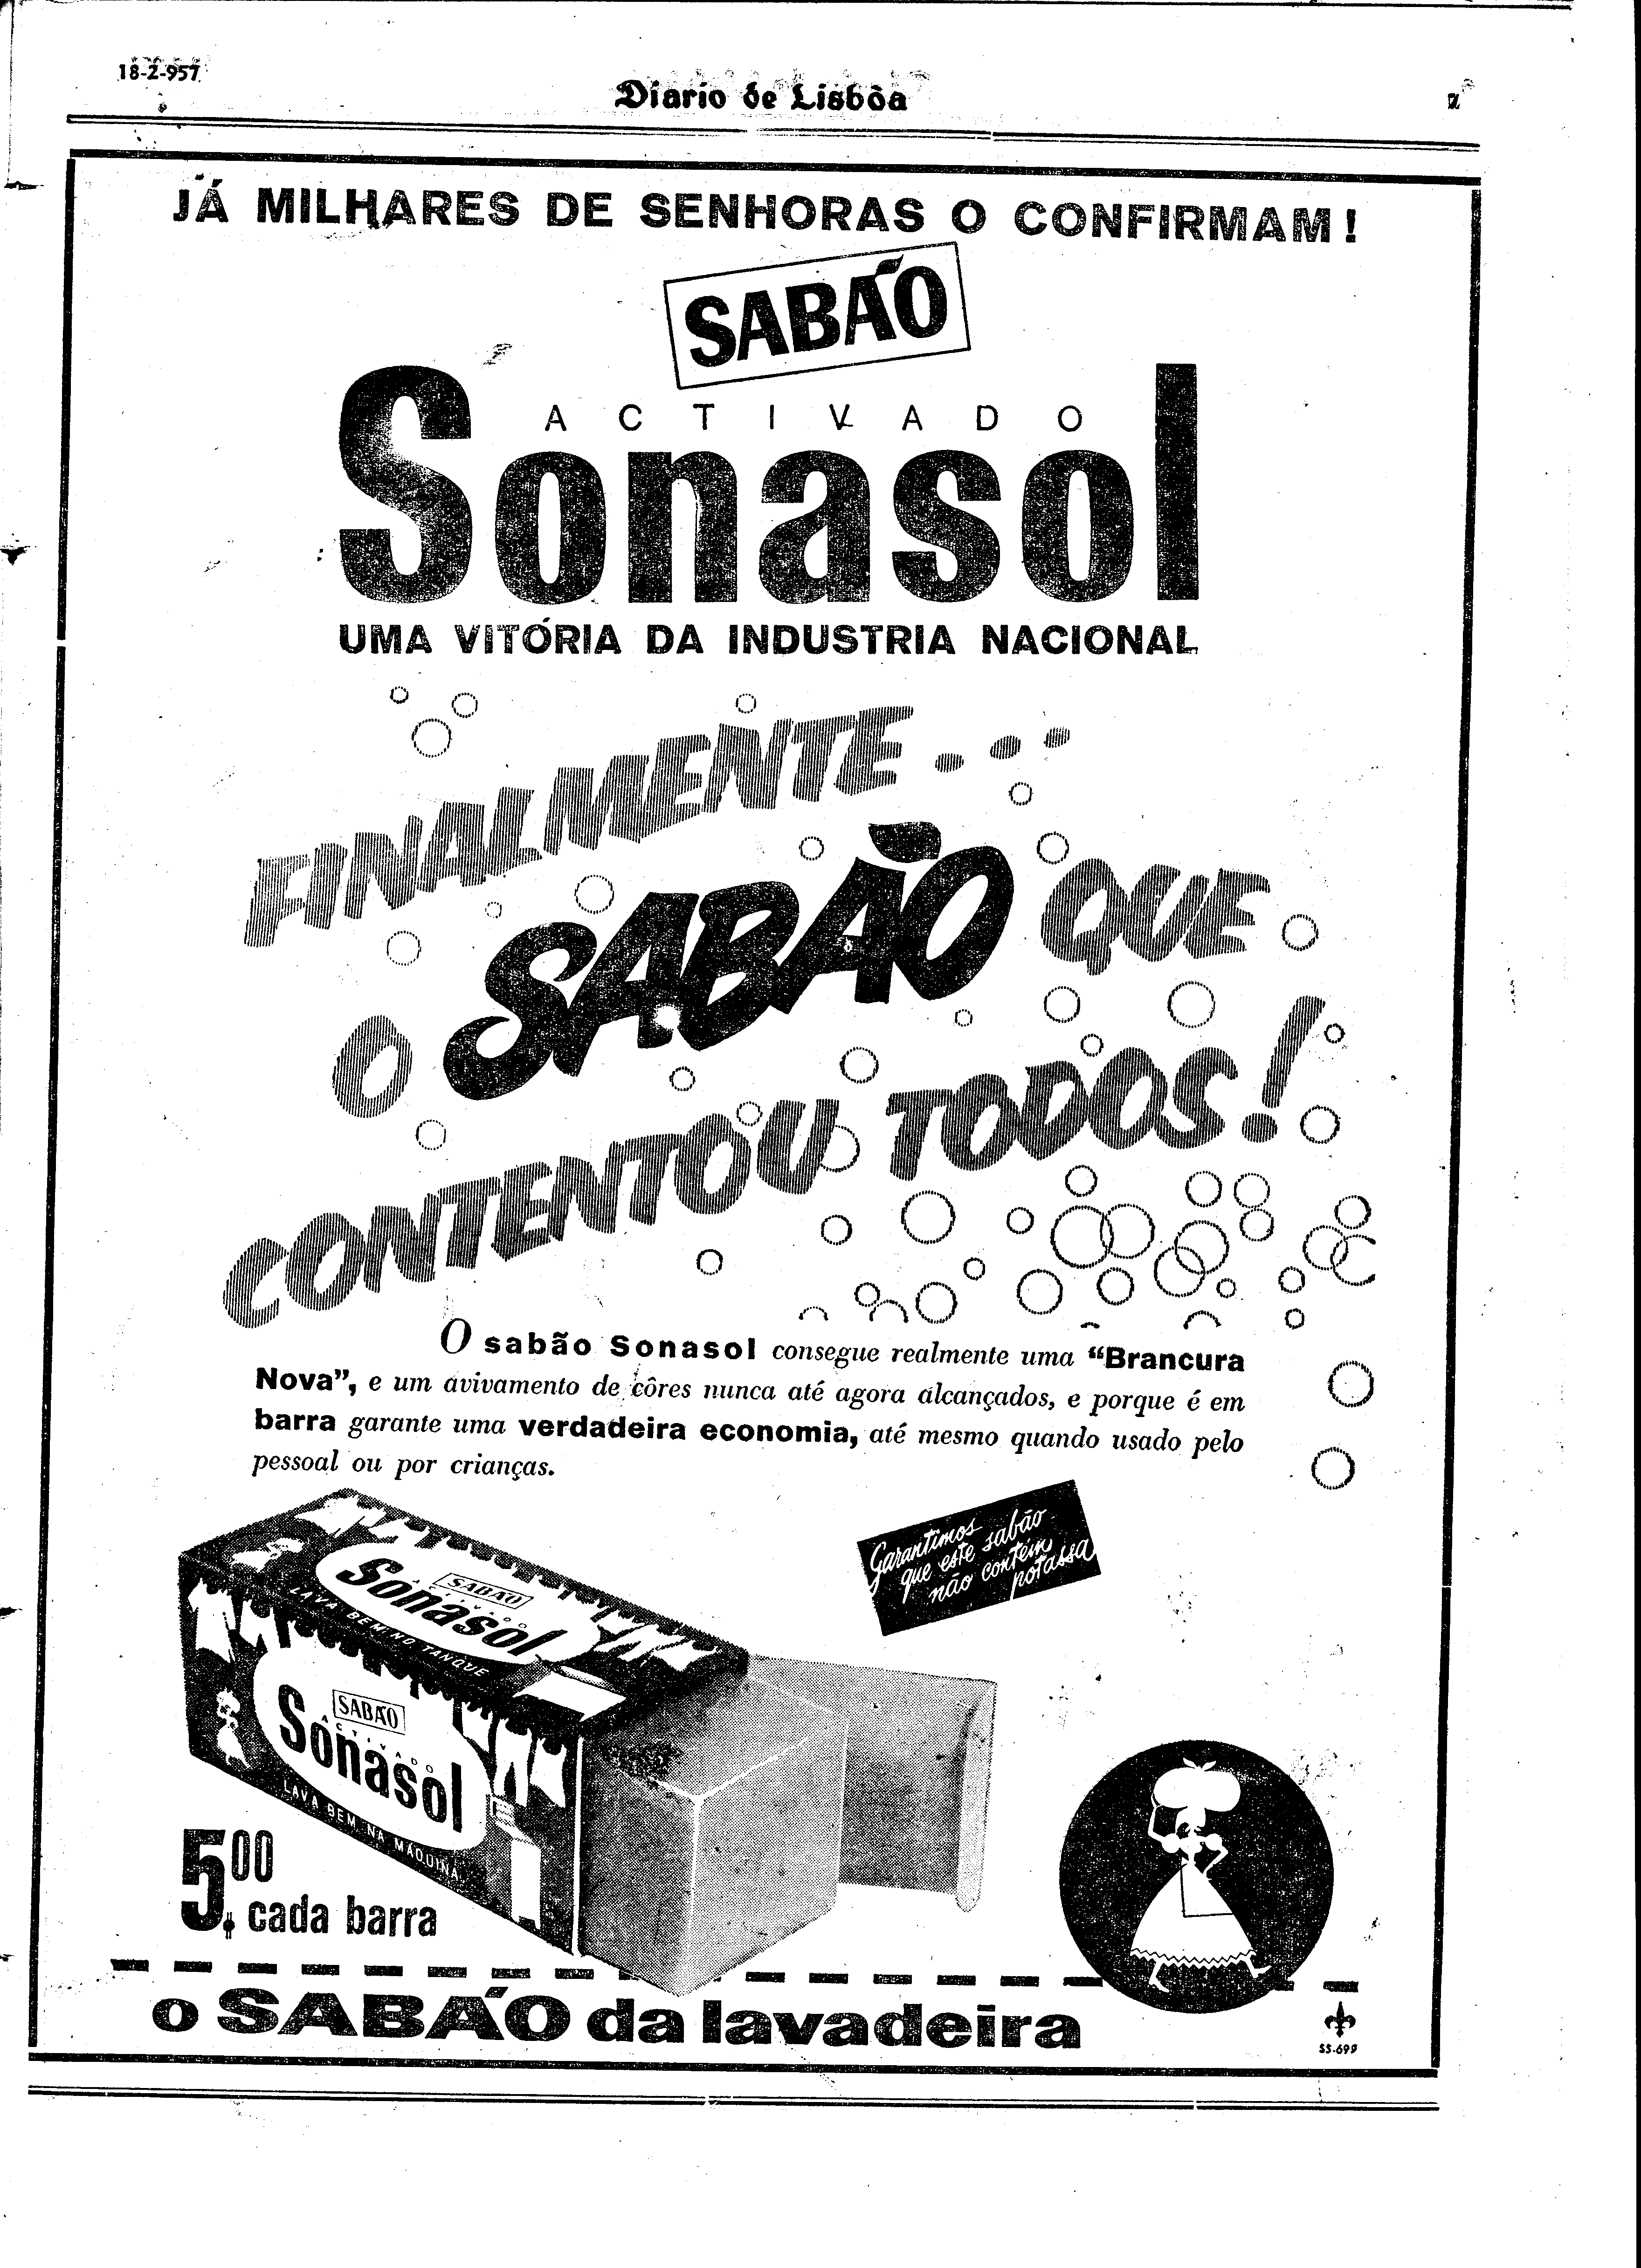 18-2-957
Diario de Lisbôa
7
JÁ MILHARES DE SENHORAS O CONFIRMAM!
SABÃO
ACTIVADO
Sonasol
UMA VITÓRIA DA INDUSTRIA NACIONAL
FINALMENTE...
O SABÃO QUE
CONTENTOU TODOS!
O sabão Sonasol consegue realmente uma “Brancura
Nova”, e um avivamento de côres nunca até agora alcançados, e porque é em
barra garante uma verdadeira economia, até mesmo quando usado pelo
pessoal ou por crianças.
Garantimos
que este sabão
não contém
potassa
SABÃO
ACTIVADO
Sonasol
LAVA BEM NO TANQUE
SABÃO
ACTIVADO
Sonasol
LAVA BEM NA MÁQUINA
5$00
cada barra
o SABÃO da lavadeira
SS-699